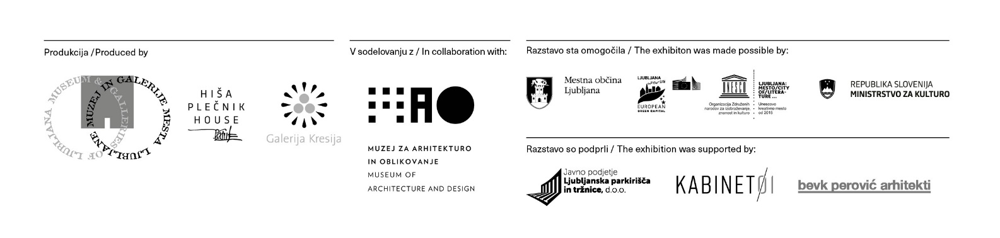 Produkcija /Produced by
MUZEJ IN GALERIJE MESTA LJUBLJANE
LJUBLJANA MUSEUM & GALLERIES OF
HIŠA
PLEČNIK
HOUSE
Galerija Kresija
V sodelovanju z / In collaboration with:
MAO
MUZEJ ZA ARHITEKTURO
IN OBLIKOVANJE
MUSEUM OF
ARCHITECTURE AND DESIGN
Razstavo sta omogočila / The exhibiton was made possible by:
Mestna občina
Ljubljana
LJUBLJANA
EUROPEAN
GREEN CAPITAL
UNESCO
Organizacija Združenih
narodov za izobraževanje,
znanost in kulturo
LJUBLJANA:
MESTO/CITY
OF/LITERA-
TURE ...
Unescovo
kreativno mesto
od 2015
REPUBLIKA SLOVENIJA
MINISTRSTVO ZA KULTURO
Razstavo so podprli / The exhibition was supported by:
Javno podjetje
Ljubljanska parkirišča
in tržnice, d.o.o.
KABINET01
bevk perović arhitekti